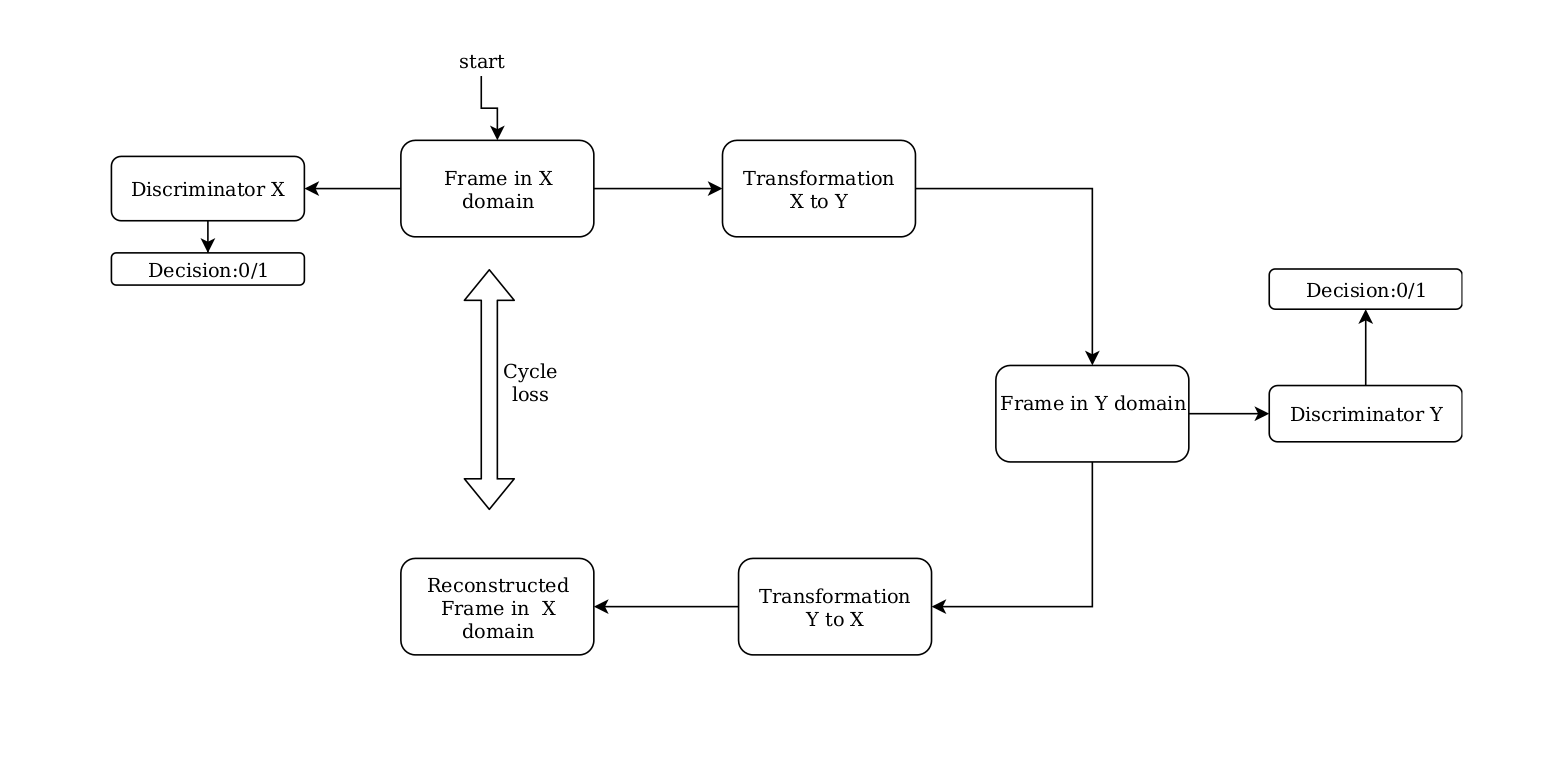 start
Discriminator X
Frame in X
domain
Transformation
X to Y
Decision:0/1
Decision:0/1
Cycle
loss
Frame in Y domain
Discriminator Y
Reconstructed
Frame in  X
domain
Transformation
Y to X